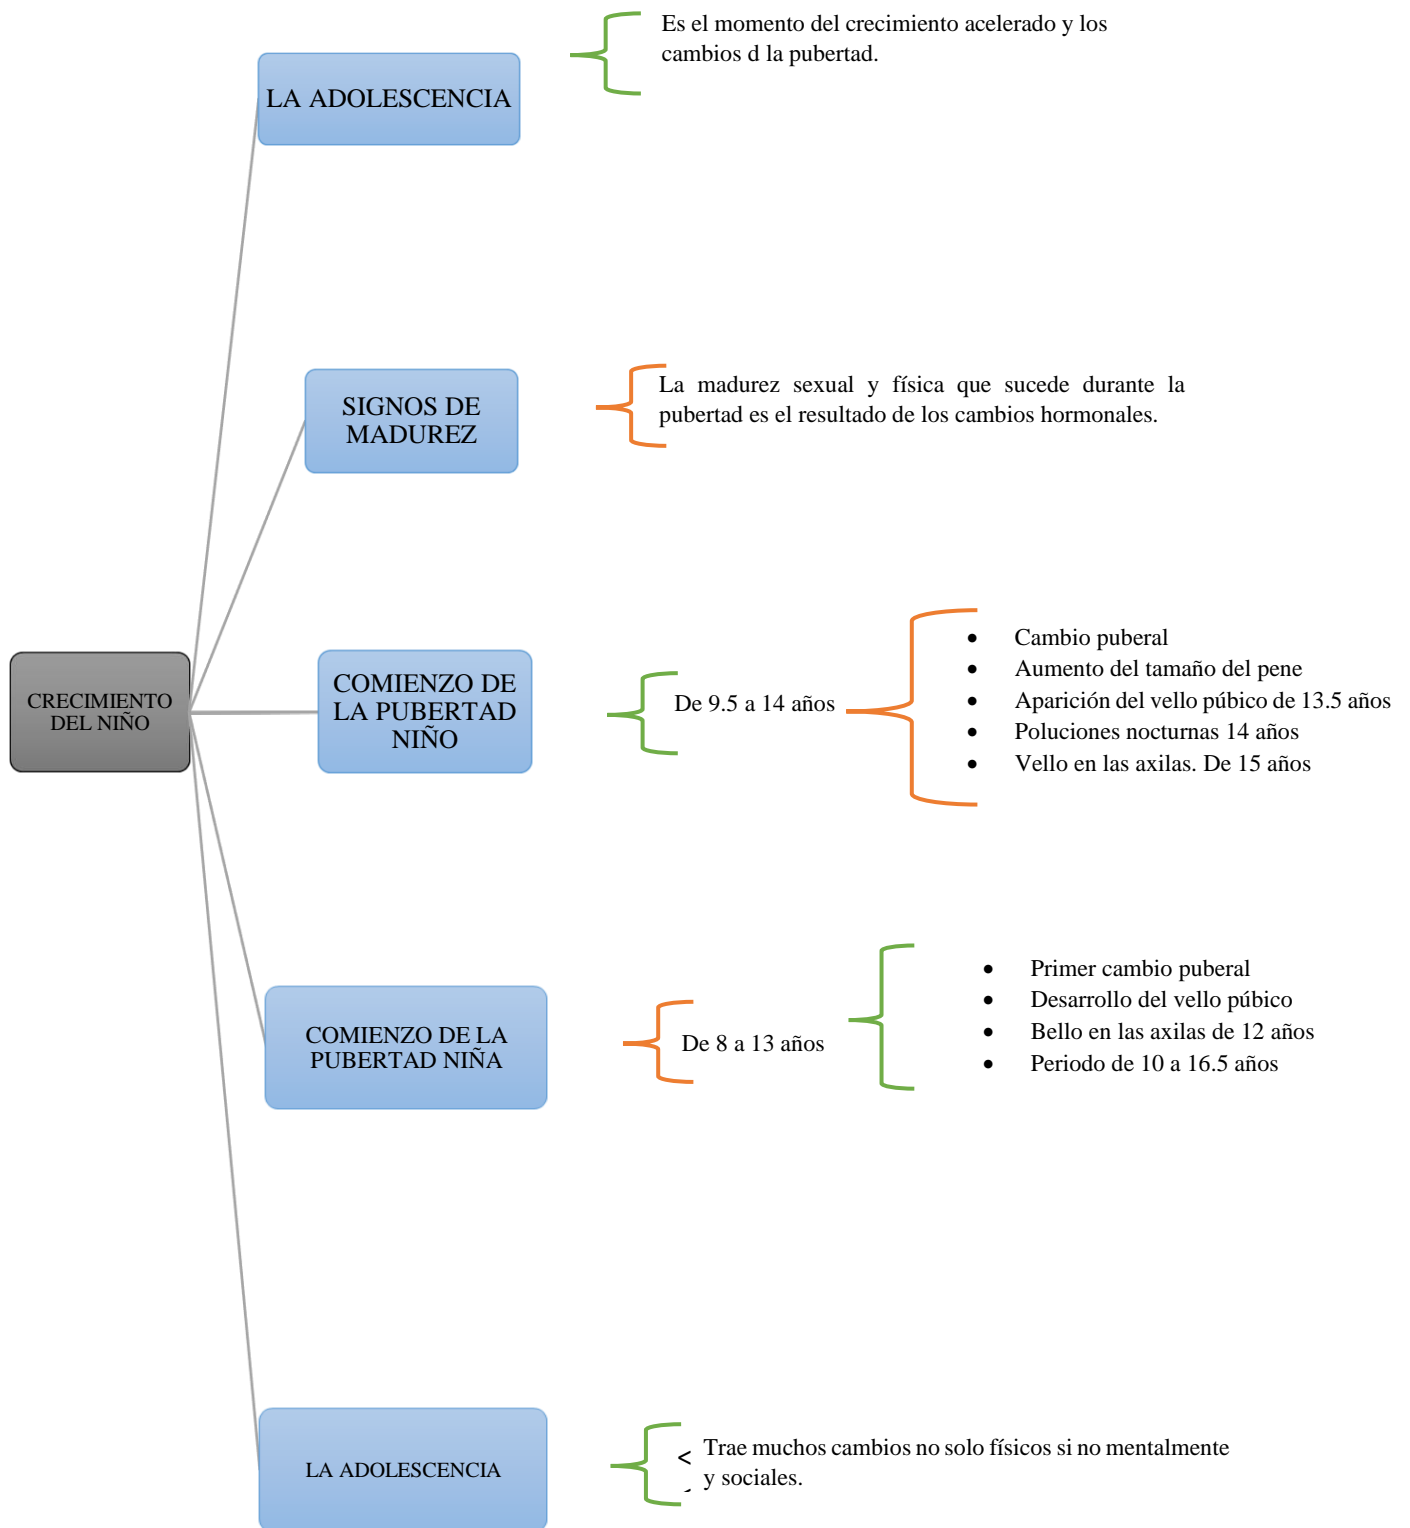 Es el momento del crecimiento acelerado y los
cambios d la pubertad.
LA ADOLESCENCIA
SIGNOS DE
MADUREZ
La madurez sexual y física que sucede durante la
pubertad es el resultado de los cambios hormonales.
CRECIMIENTO
DEL NIÑO
COMIENZO DE
LA PUBERTAD
NIÑO
De 9.5 a 14 años
• Cambio puberal
• Aumento del tamaño del pene
• Aparición del vello púbico de 13.5 años
• Poluciones nocturnas 14 años
• Vello en las axilas. De 15 años
COMIENZO DE LA
PUBERTAD NIÑA
De 8 a 13 años
• Primer cambio puberal
• Desarrollo del vello púbico
• Bello en las axilas de 12 años
• Periodo de 10 a 16.5 años
LA ADOLESCENCIA
< Trae muchos cambios no solo físicos si no mentalmente
y sociales.